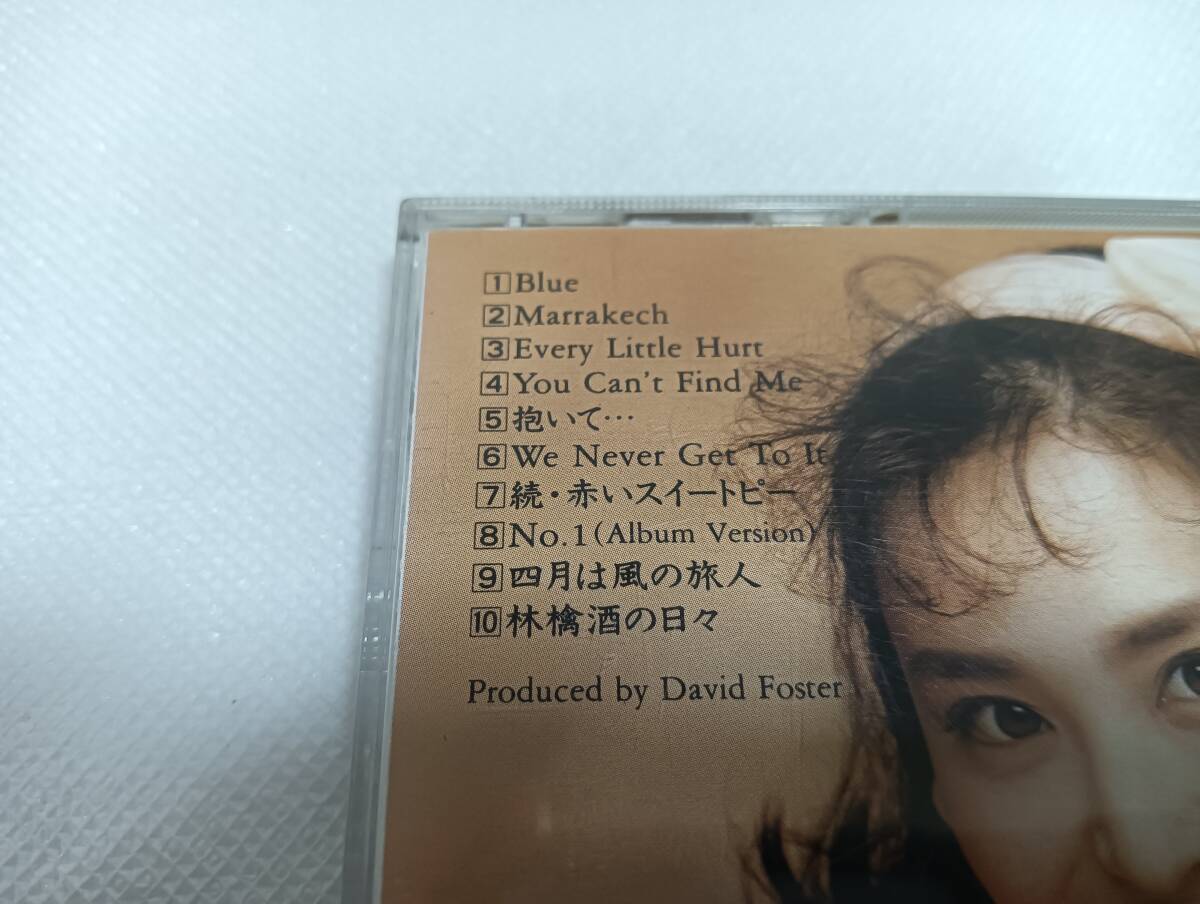 1 Blue
2 Marrakech
3 Every Little Hurt
4 You Can't Find Me
5 抱いて…
6 We Never Get To It
7 続・赤いスイートピー
8 No.1 (Album Version)
9 四月は風の旅人
10 林檎酒の日々
Produced by David Foster